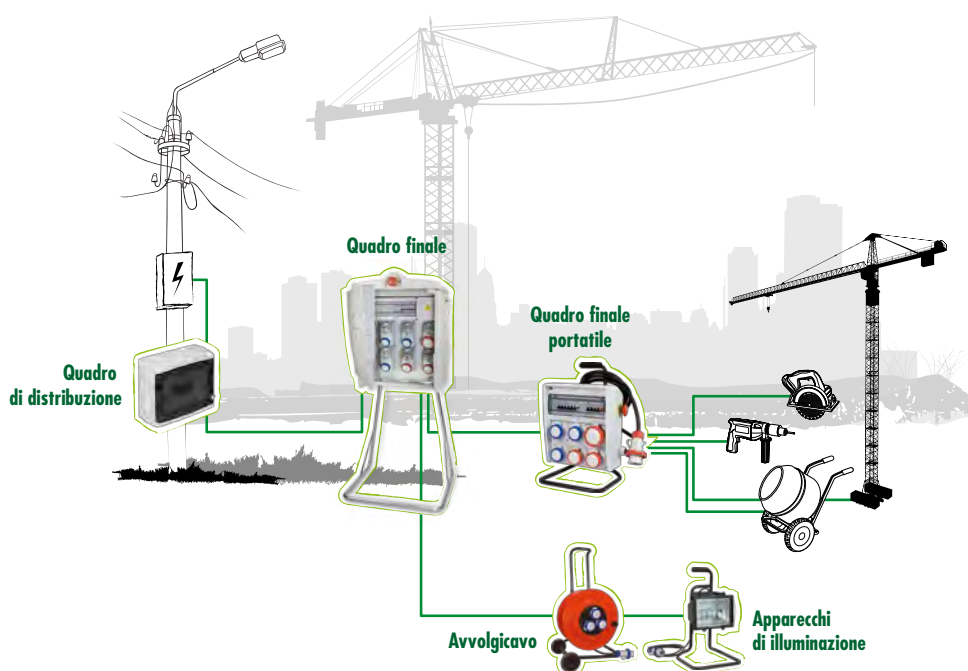 Quadro finale
Quadro finale
portatile
Quadro
di distribuzione
Avvolgicavo
Apparecchi
di illuminazione